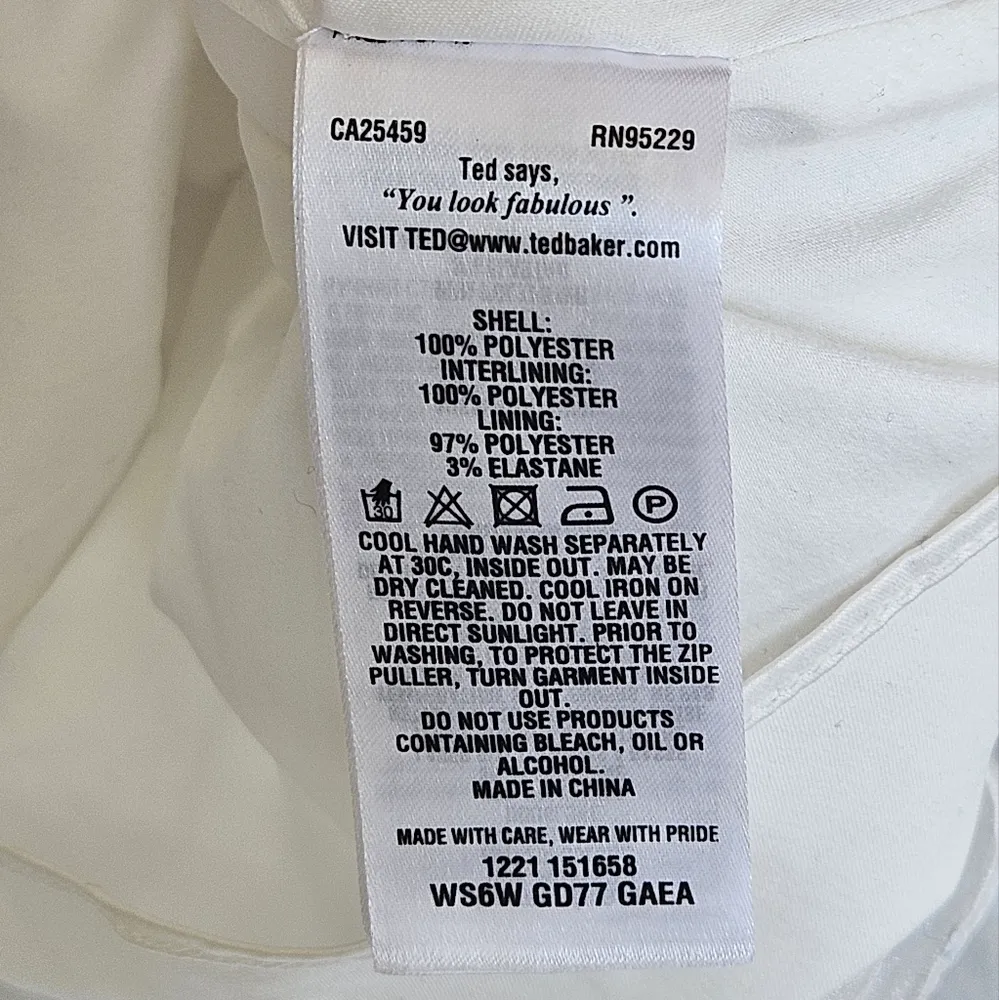 CA25459 RN95229
Ted says,
“You look fabulous ”.
VISIT TED@www.tedbaker.com
SHELL:
100% POLYESTER
INTERLINING:
100% POLYESTER
LINING:
97% POLYESTER
3% ELASTANE
30 P
COOL HAND WASH SEPARATELY
AT 30C, INSIDE OUT. MAY BE
DRY CLEANED. COOL IRON ON
REVERSE. DO NOT LEAVE IN
DIRECT SUNLIGHT. PRIOR TO
WASHING, TO PROTECT THE ZIP
PULLER, TURN GARMENT INSIDE
OUT.
DO NOT USE PRODUCTS
CONTAINING BLEACH, OIL OR
ALCOHOL.
MADE IN CHINA
MADE WITH CARE, WEAR WITH PRIDE
1221 151658
WS6W GD77 GAEA